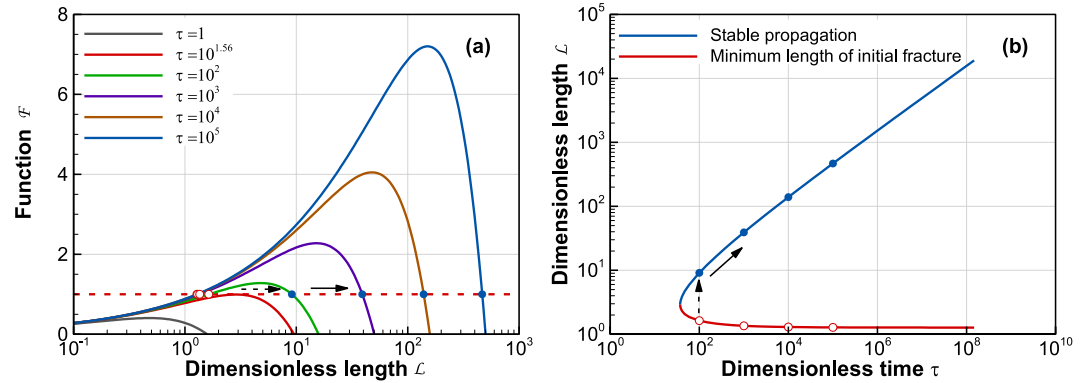 8
6
4
2
0
Function ℱ
τ =1
τ =10^1.56
τ =10^2
τ =10^3
τ =10^4
τ =10^5
(a)
10^-1
10^0
10^1
10^2
10^3
Dimensionless length ℒ
10^5
10^4
10^3
10^2
10^1
10^0
Dimensionless length ℒ
Stable propagation
Minimum length of initial fracture
(b)
10^0
10^2
10^4
10^6
10^8
10^10
Dimensionless time τ